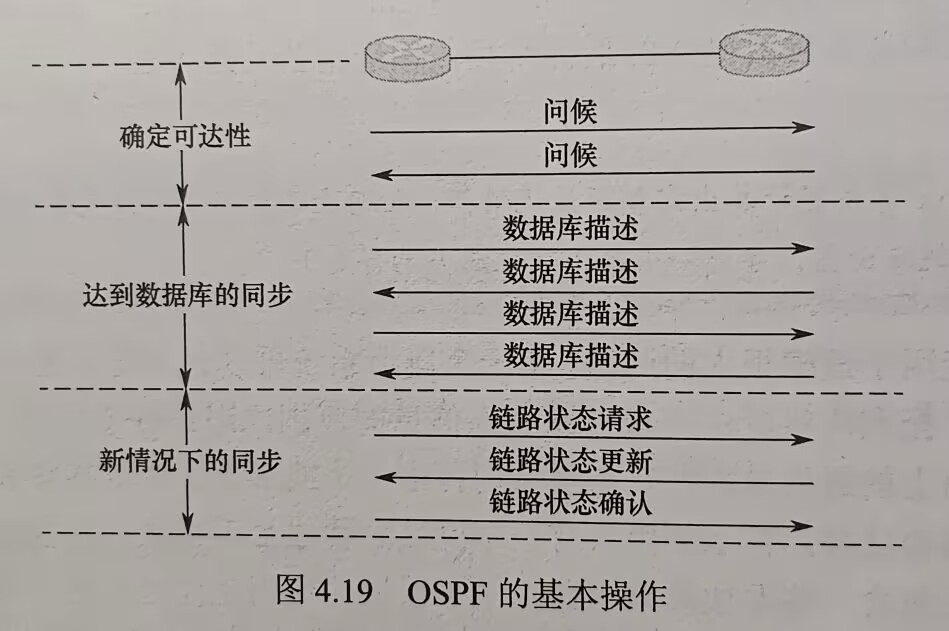 确定可达性
问候
问候
达到数据库的同步
数据库描述
数据库描述
数据库描述
数据库描述
新情况下的同步
链路状态请求
链路状态更新
链路状态确认
图 4.19 OSPF 的基本操作